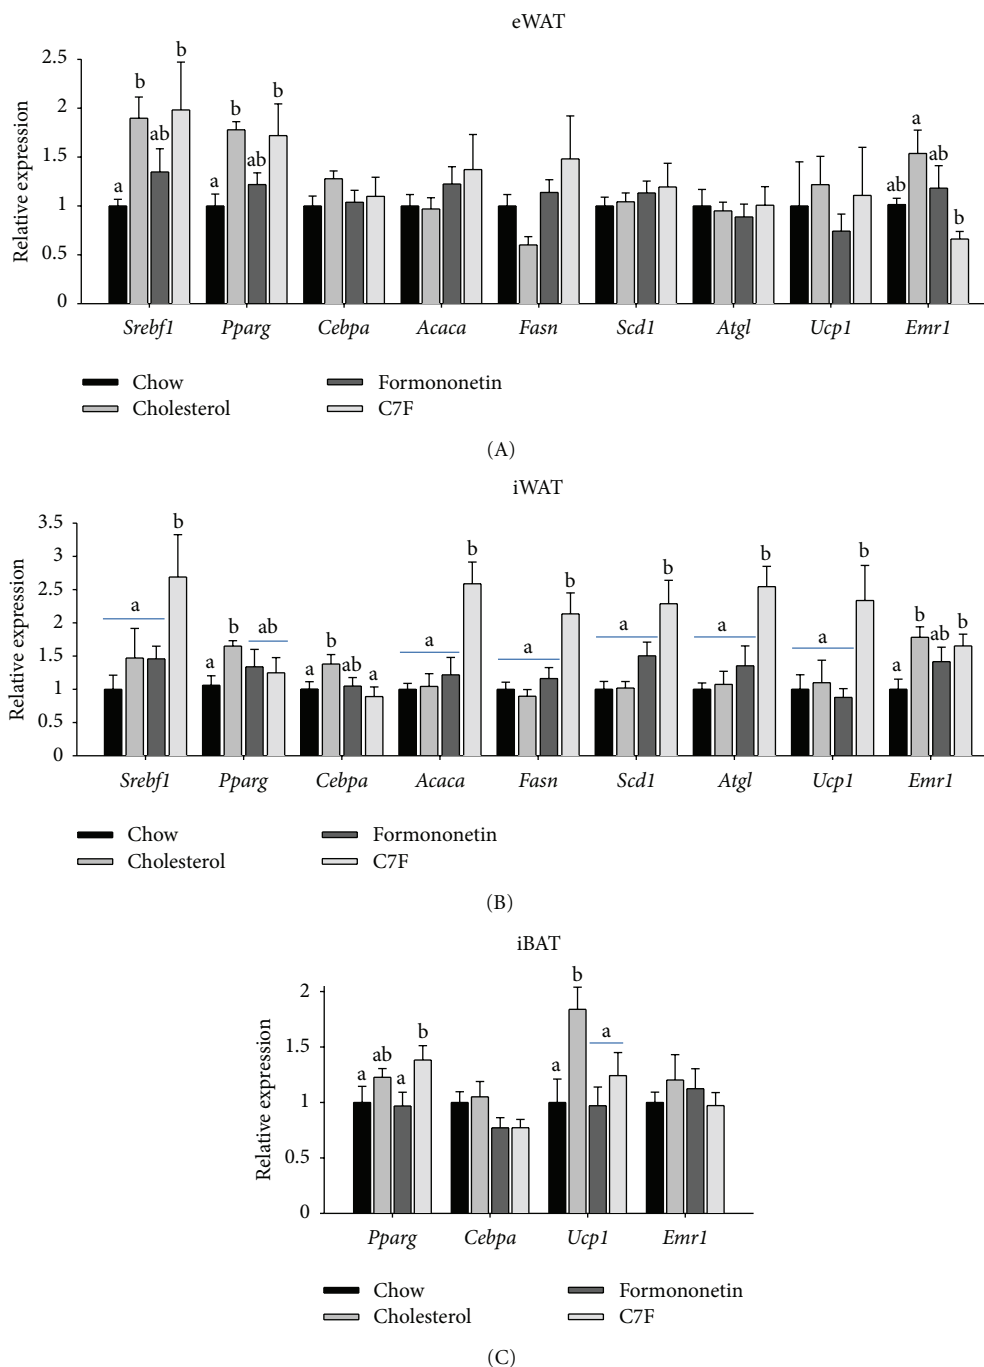 eWAT
Relative expression
2.5
2
1.5
1
0.5
0
a b ab b
a b ab b
ab a ab b
Srebf1 Pparg Cebpa Acaca Fasn Scd1 Atgl Ucp1 Emr1
Chow Formononetin
Cholesterol C7F
(A)
iWAT
Relative expression
3.5
3
2.5
2
1.5
1
0.5
0
a b
a b ab
a b ab a
a b
a b
a b
a b
a b
a b ab b
Srebf1 Pparg Cebpa Acaca Fasn Scd1 Atgl Ucp1 Emr1
Chow Formononetin
Cholesterol C7F
(B)
iBAT
Relative expression
2
1.5
1
0.5
0
a ab a b
a b a
Pparg Cebpa Ucp1 Emr1
Chow Formononetin
Cholesterol C7F
(C)